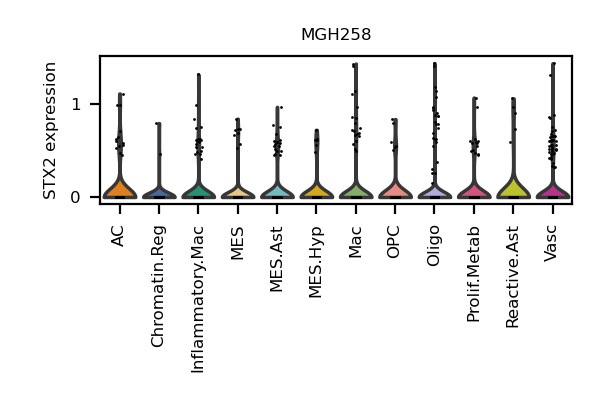 MGH258
STX2 expression
1
0
AC
Chromatin.Reg
Inflammatory.Mac
MES
MES.Ast
MES.Hyp
Mac
OPC
Oligo
Prolif.Metab
Reactive.Ast
Vasc